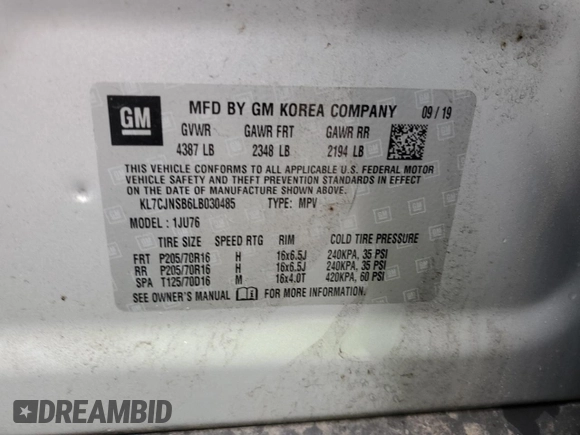 GM
MFD BY GM KOREA COMPANY 09 / 19
GVWR GAWR FRT GAWR RR
4387 LB 2348 LB 2194 LB
THIS VEHICLE CONFORMS TO ALL APPLICABLE U.S. FEDERAL MOTOR
VEHICLE SAFETY AND THEFT PREVENTION STANDARDS IN EFFECT ON
THE DATE OF MANUFACTURE SHOWN ABOVE.
KL7CJNSB6LB030485 TYPE: MPV
MODEL: 1JU76
TIRE SIZE SPEED RTG RIM COLD TIRE PRESSURE
FRT P205/70R16 H 16x6.5J 240KPA, 35 PSI
RR P205/70R16 H 16x6.5J 240KPA, 35 PSI
SPA T125/70D16 M 16x4.0T 420KPA, 60 PSI
SEE OWNER'S MANUAL FOR MORE INFORMATION.
DREAMBID